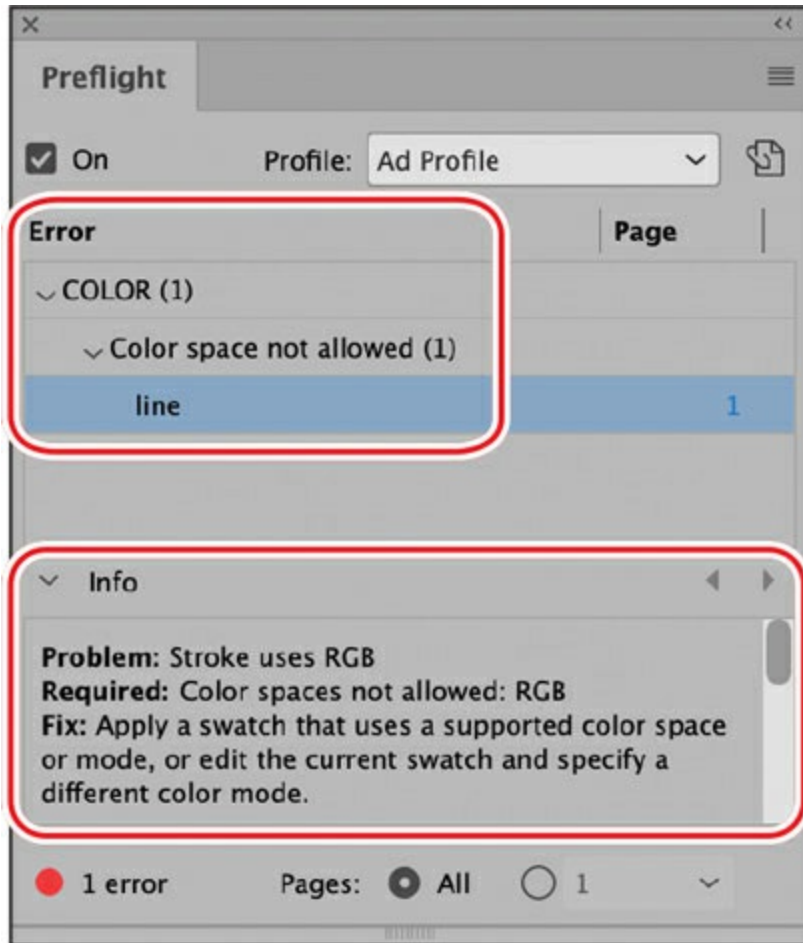 Preflight
On Profile: Ad Profile
Error Page
COLOR (1)
Color space not allowed (1)
line 1
Info
Problem: Stroke uses RGB
Required: Color spaces not allowed: RGB
Fix: Apply a swatch that uses a supported color space
or mode, or edit the current swatch and specify a
different color mode.
1 error Pages: All 1